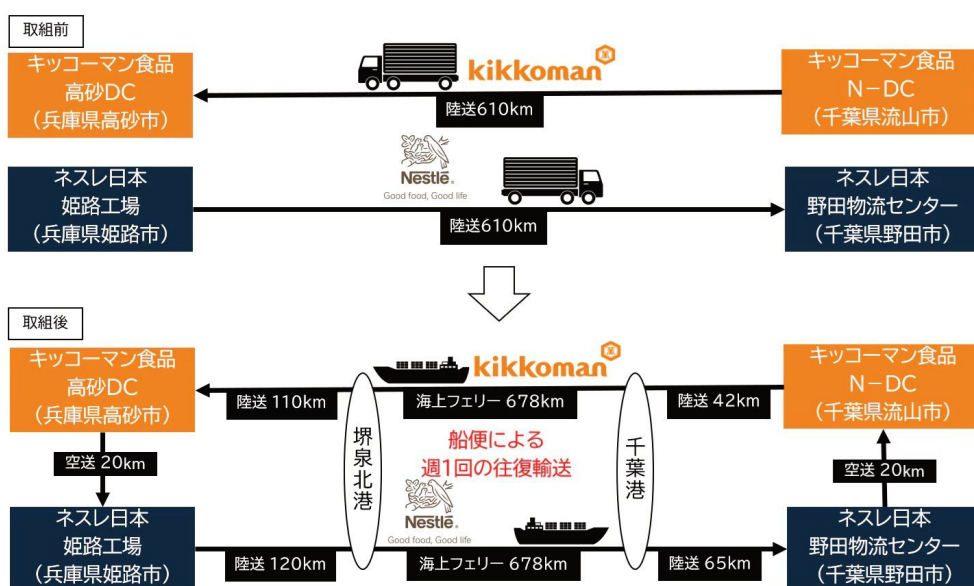 取組前
キッコーマン食品
高砂DC
(兵庫県高砂市)
kikkoman
陸送610km
キッコーマン食品
N-DC
(千葉県流山市)
ネスレ日本
姫路工場
(兵庫県姫路市)
Nestlé®
Good food, Good life
陸送610km
ネスレ日本
野田物流センター
(千葉県野田市)
取組後
キッコーマン食品
高砂DC
(兵庫県高砂市)
陸送 110km
堺泉北港
kikkoman
海上フェリー 678km
千葉港
陸送 42km
キッコーマン食品
N-DC
(千葉県流山市)
船便による
週1回の往復輸送
空送 20km
空送 20km
ネスレ日本
姫路工場
(兵庫県姫路市)
陸送 120km
Nestlé®
Good food, Good life
海上フェリー 678km
陸送 65km
ネスレ日本
野田物流センター
(千葉県野田市)